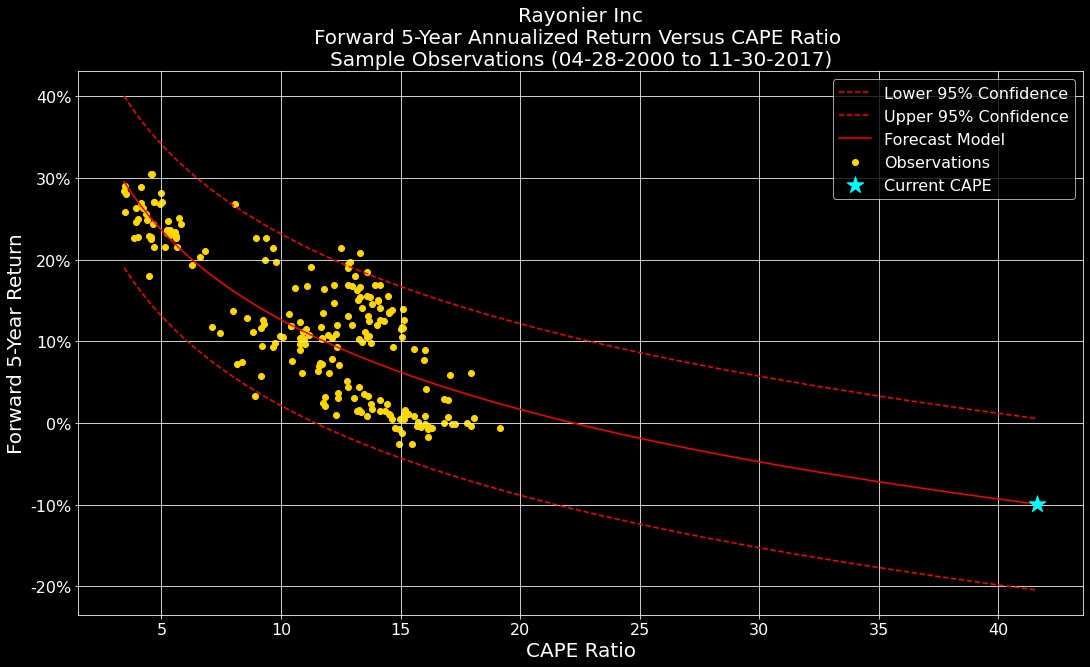 Rayonier Inc
Forward 5-Year Annualized Return Versus CAPE Ratio
Sample Observations (04-28-2000 to 11-30-2017)
Lower 95% Confidence
Upper 95% Confidence
Forecast Model
Observations
Current CAPE
Forward 5-Year Return
40%
30%
20%
10%
0%
-10%
-20%
5
10
15
20
25
30
35
40
CAPE Ratio